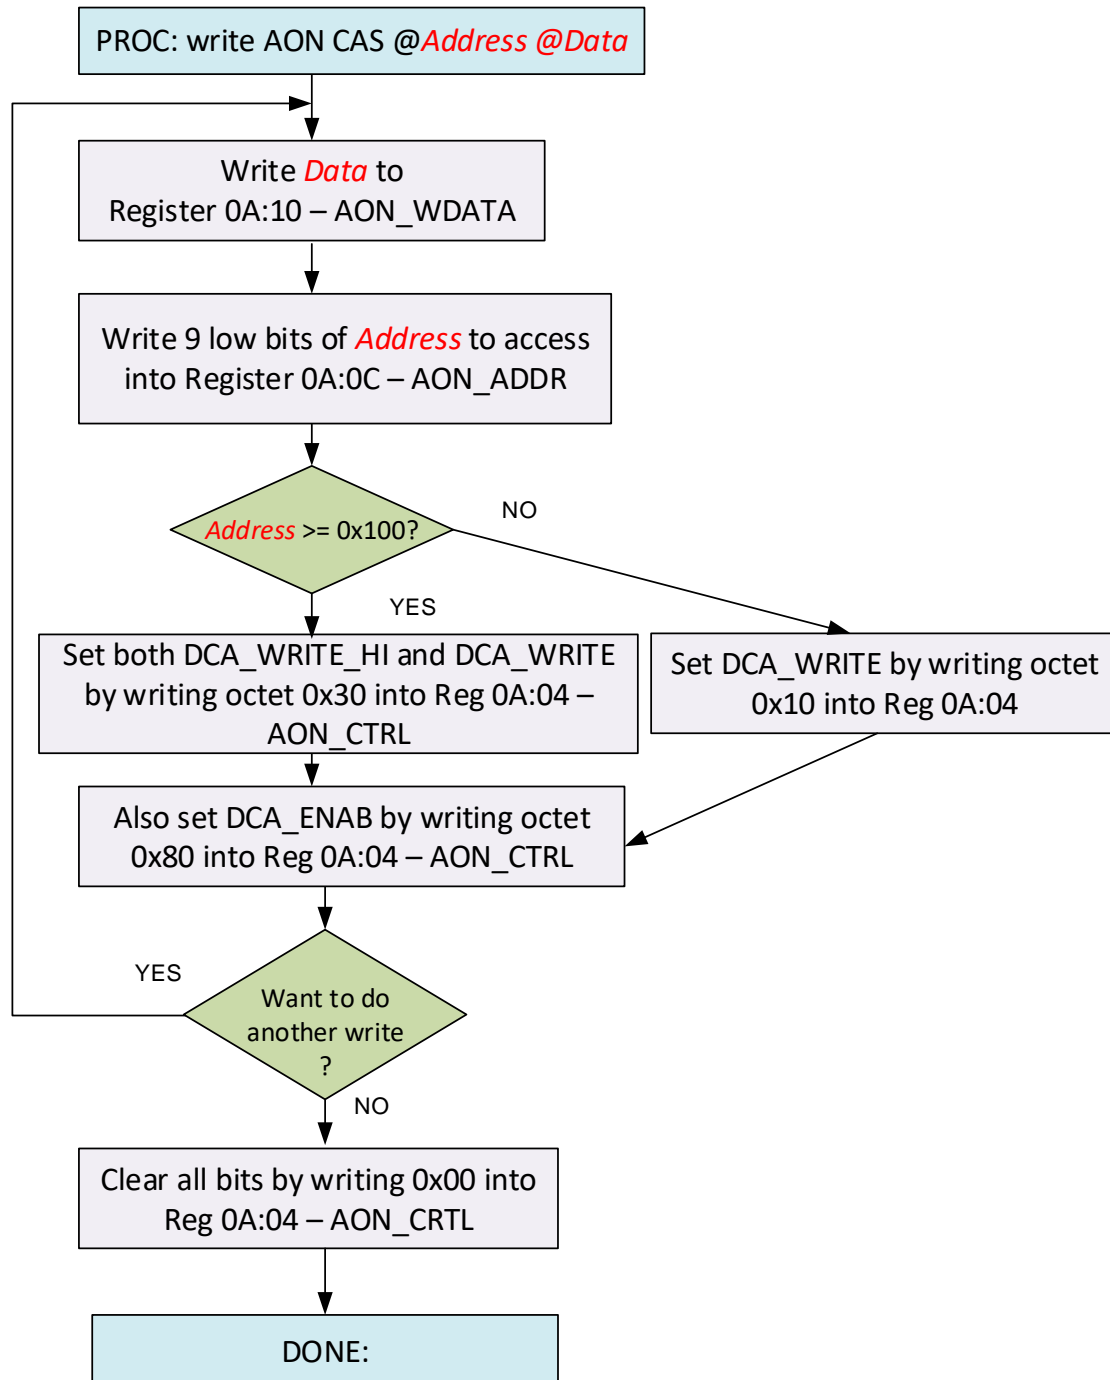 PROC: write AON CAS @Address @Data
Write Data to
Register 0A:10 – AON_WDATA
Write 9 low bits of Address to access
into Register 0A:0C – AON_ADDR
Address >= 0x100?
NO
YES
Set both DCA_WRITE_HI and DCA_WRITE
by writing octet 0x30 into Reg 0A:04 –
AON_CTRL
Set DCA_WRITE by writing octet
0x10 into Reg 0A:04
Also set DCA_ENAB by writing octet
0x80 into Reg 0A:04 – AON_CTRL
YES
Want to do
another write
?
NO
Clear all bits by writing 0x00 into
Reg 0A:04 – AON_CRTL
DONE: